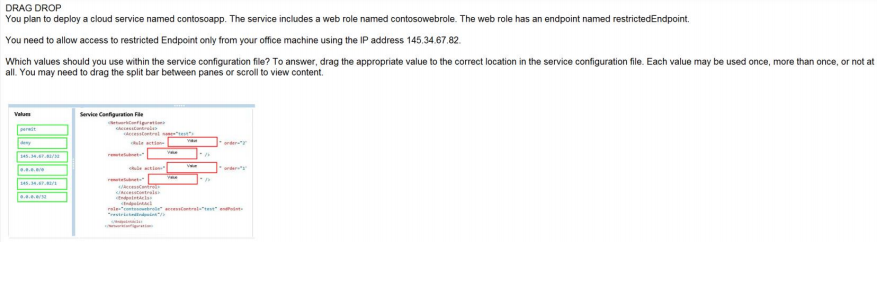 DRAG DROP
You plan to deploy a cloud service named contosoapp. The service includes a web role named contosowebrole. The web role has an endpoint named restrictedEndpoint.
You need to allow access to restricted Endpoint only from your office machine using the IP address 145.34.67.82.
Which values should you use within the service configuration file? To answer, drag the appropriate value to the correct location in the service configuration file. Each value may be used once, more than once, or not at
all. You may need to drag the split bar between panes or scroll to view content.
Values
permit
deny
145.34.67.82/32
0.0.0.0/0
145.34.67.82/1
0.0.0.0/32
Service Configuration File
<NetworkConfiguration>
<AccessControls>
<AccessControl name="test">
<Rule action= Value " order="1"
remoteSubnet=" Value " />
<Rule action=" Value " order="1"
remoteSubnet=" Value " />
</AccessControl>
</AccessControls>
<EndpointAcls>
<EndpointAcl
role="contosowebrole" accessControl="test" endPoint=
"restrictedEndpoint"/>
</EndpointAcls>
</NetworkConfiguration>